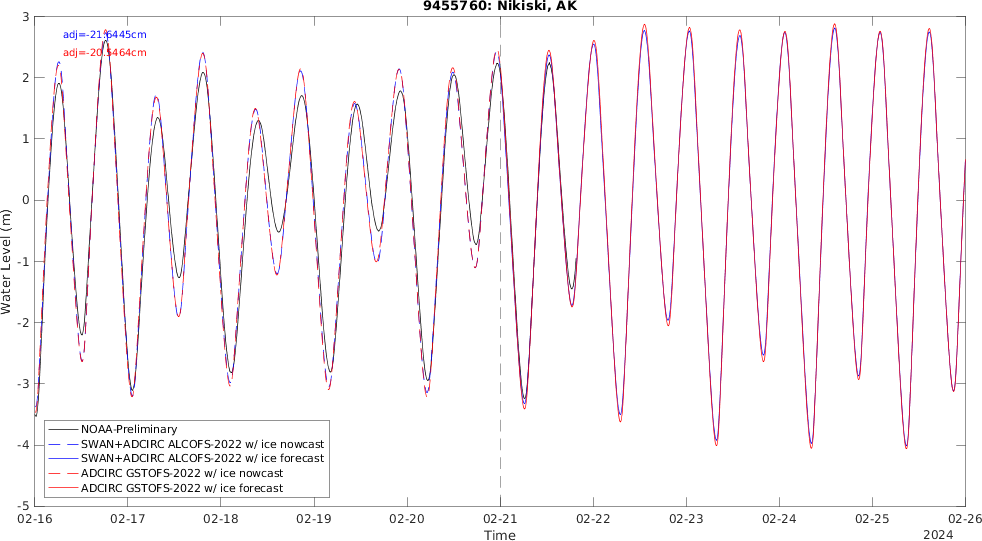 9455760: Nikiski, AK
adj=-21.6445cm
adj=-20.5464cm
3
2
1
0
-1
-2
-3
-4
-5
Water Level (m)
NOAA-Preliminary
SWAN+ADCIRC ALCOFS-2022 w/ ice nowcast
SWAN+ADCIRC ALCOFS-2022 w/ ice forecast
ADCIRC GSTOFS-2022 w/ ice nowcast
ADCIRC GSTOFS-2022 w/ ice forecast
02-16 02-17 02-18 02-19 02-20 02-21 02-22 02-23 02-24 02-25 02-26
Time
2024